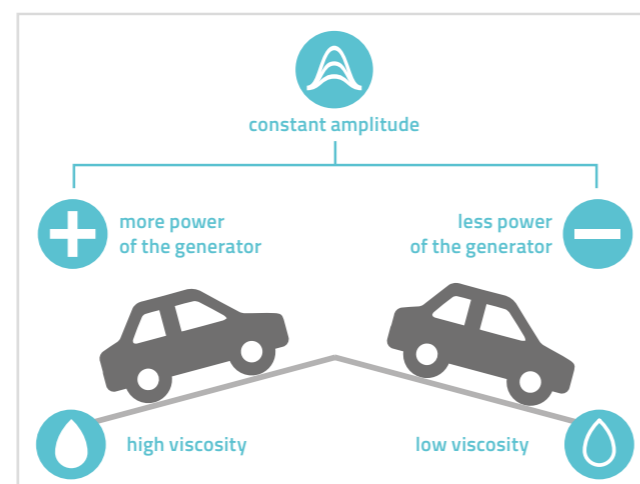 constant amplitude
more power
of the generator
less power
of the generator
high viscosity
low viscosity